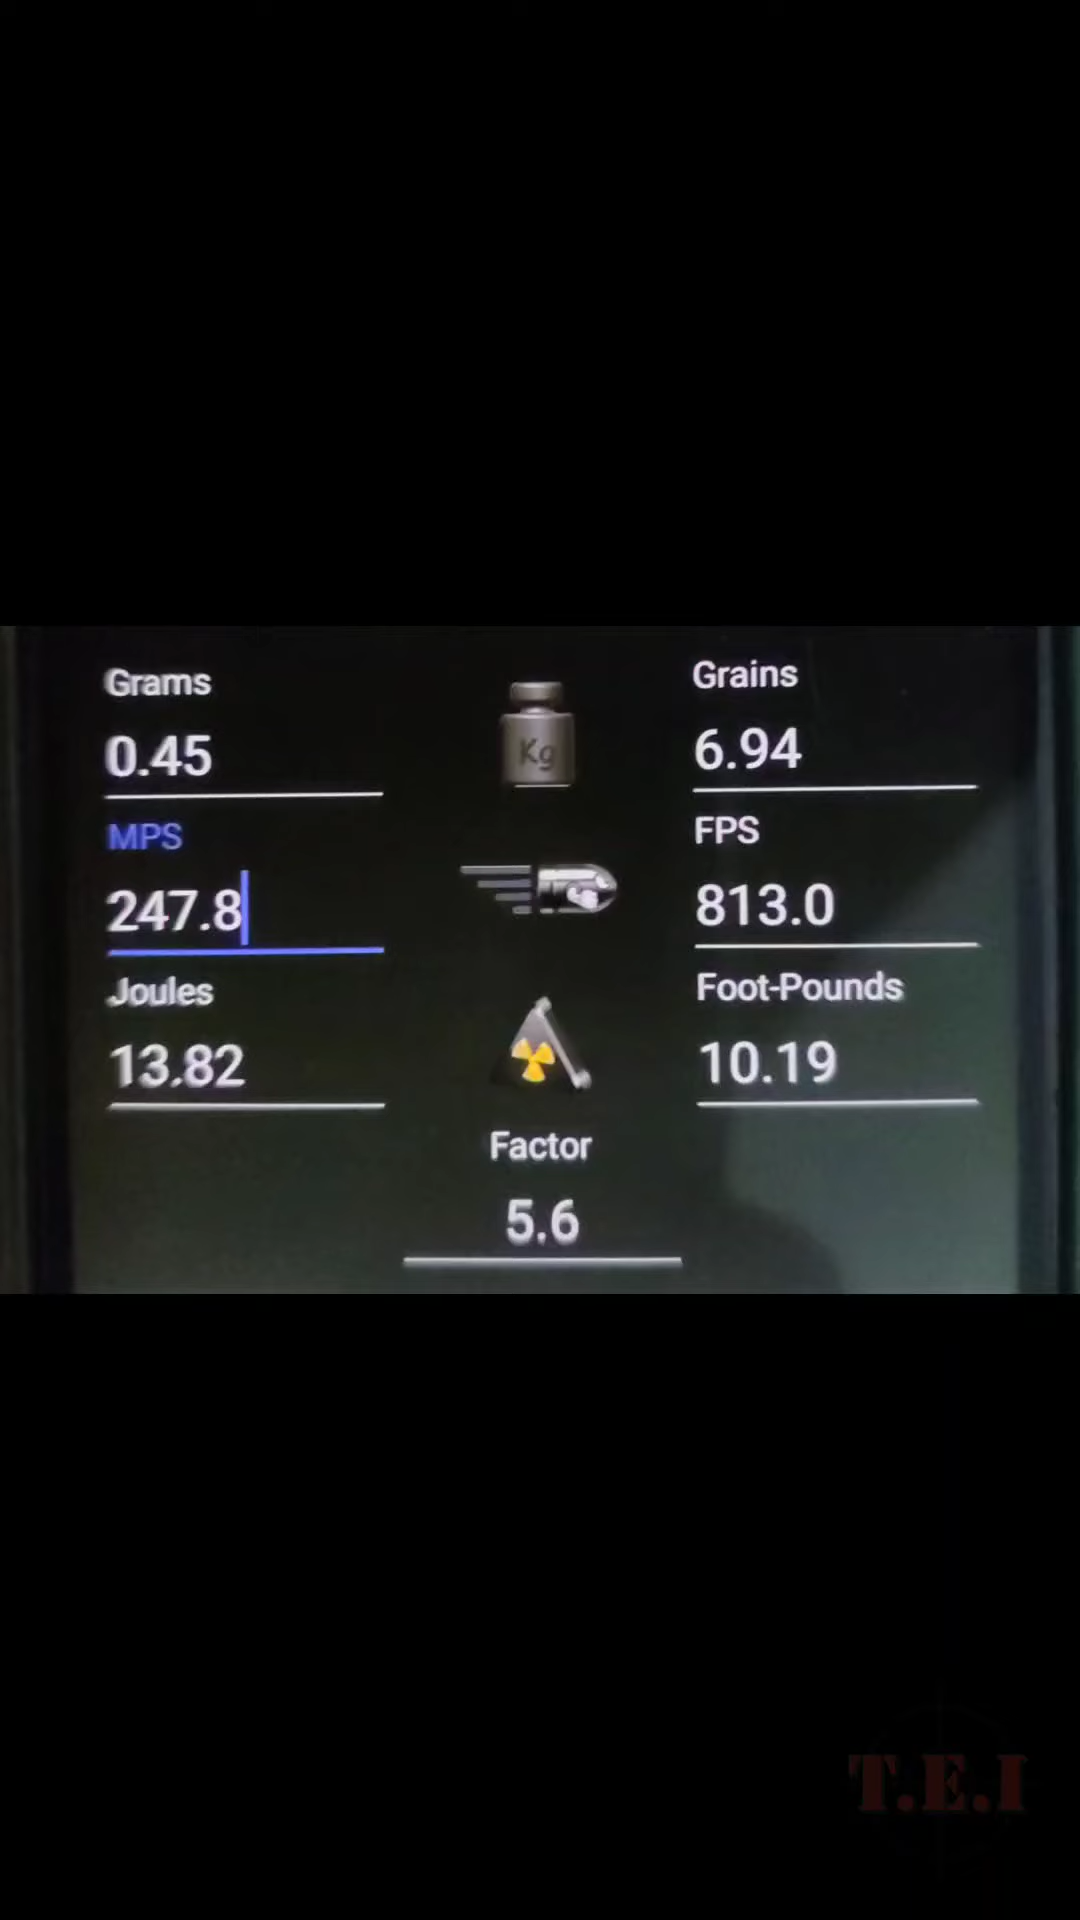 Grams
Grains
Kg
0.45
6.94
MPS
FPS
247.8
813.0
Joules
Foot-Pounds
13.82
10.19
Factor
5.6
T.E.I